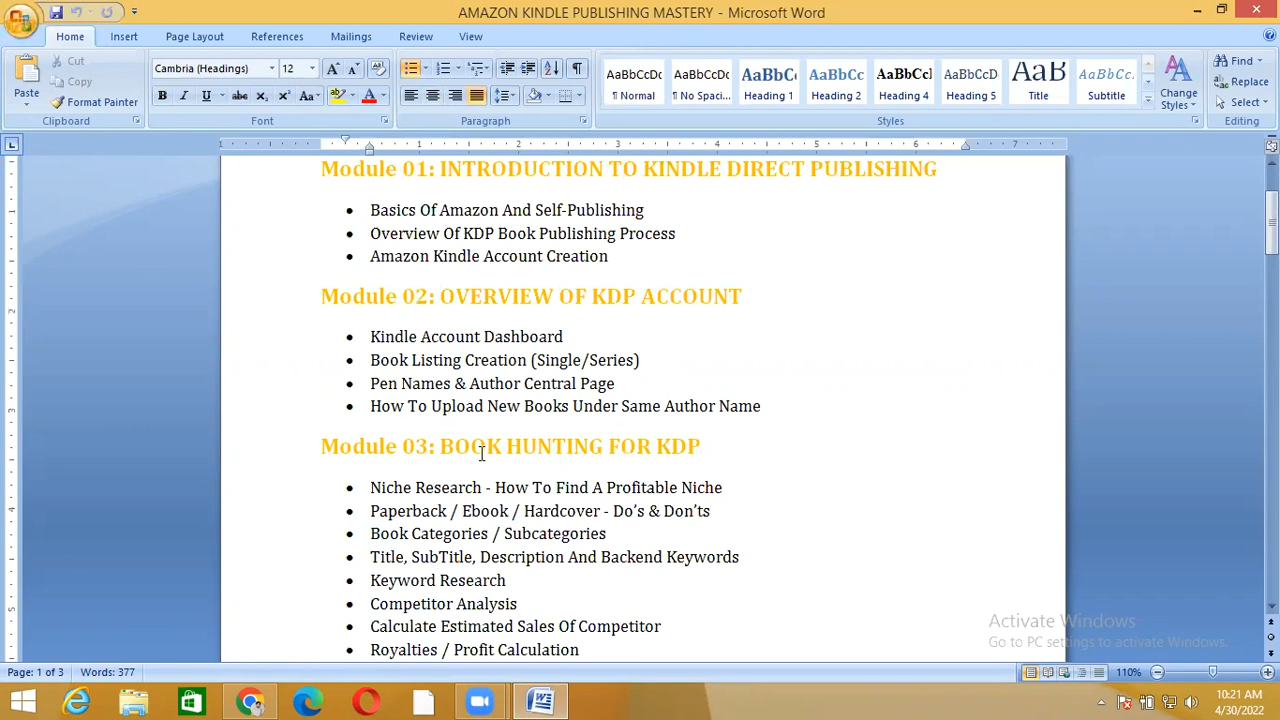 AMAZON KINDLE PUBLISHING MASTERY - Microsoft Word
Home Insert Page Layout References Mailings Review View
Paste
Cut
Copy
Format Painter
Clipboard
Cambria (Headings) 12
Font
Paragraph
AaBbCcDc AaBbCcDc AaBbCc AaBbCc AaBbCc AaBbCcD AaB AaBbCc
¶ Normal ¶ No Spaci... Heading 1 Heading 2 Heading 4 Heading 5 Title Subtitle
Change Styles
Styles
Find
Replace
Select
Editing
Module 01: INTRODUCTION TO KINDLE DIRECT PUBLISHING
• Basics Of Amazon And Self-Publishing
• Overview Of KDP Book Publishing Process
• Amazon Kindle Account Creation
Module 02: OVERVIEW OF KDP ACCOUNT
• Kindle Account Dashboard
• Book Listing Creation (Single/Series)
• Pen Names & Author Central Page
• How To Upload New Books Under Same Author Name
Module 03: BOOK HUNTING FOR KDP
• Niche Research - How To Find A Profitable Niche
• Paperback / Ebook / Hardcover - Do’s & Don’ts
• Book Categories / Subcategories
• Title, SubTitle, Description And Backend Keywords
• Keyword Research
• Competitor Analysis
• Calculate Estimated Sales Of Competitor
• Royalties / Profit Calculation
Activate Windows
Go to PC settings to activate Windows.
Page: 1 of 3 Words: 377 110%
10:21 AM
4/30/2022